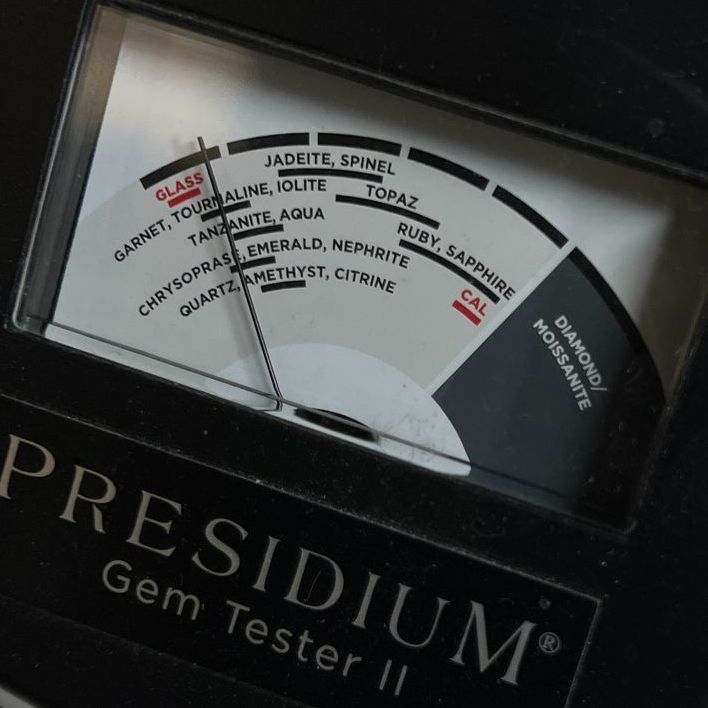 JADEITE, SPINEL
GLASS
GARNET, TOURMALINE, IOLITE
TOPAZ
TANZANITE, AQUA
RUBY, SAPPHIRE
CHRYSOPRASE, EMERALD, NEPHRITE
QUARTZ, AMETHYST, CITRINE
CAL
DIAMOND/
MOISSANITE
PRESIDIUM®
Gem Tester II